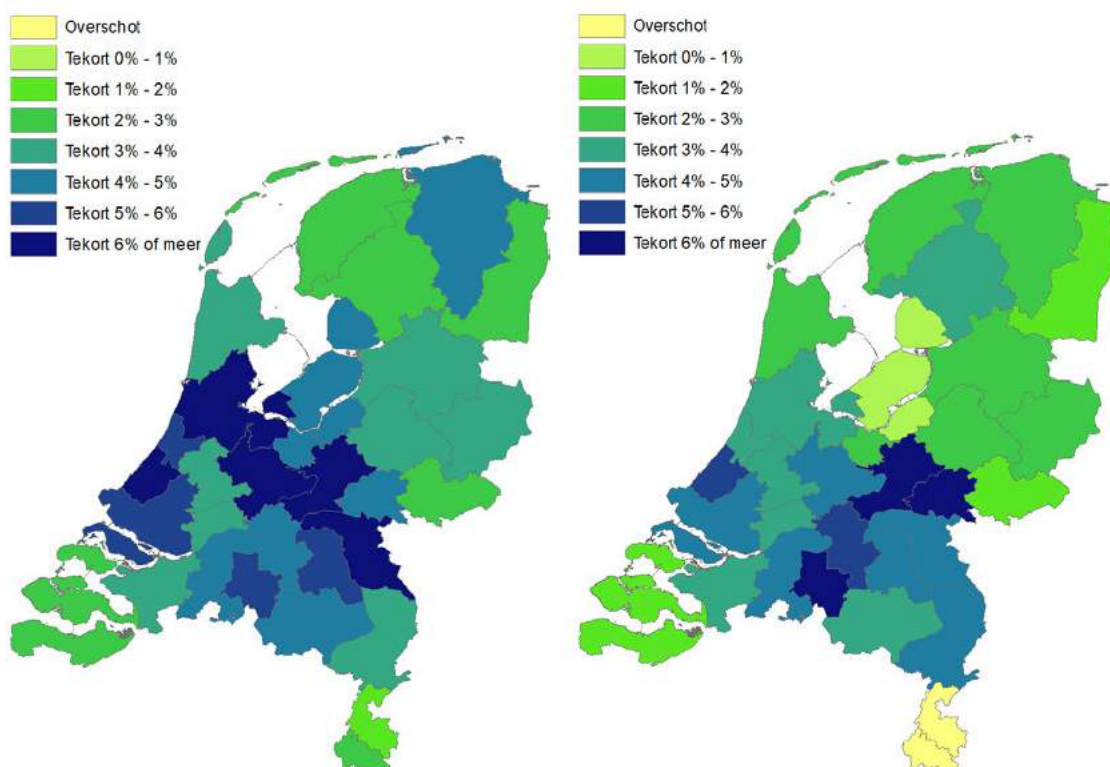 Overschot
Tekort 0% - 1%
Tekort 1% - 2%
Tekort 2% - 3%
Tekort 3% - 4%
Tekort 4% - 5%
Tekort 5% - 6%
Tekort 6% of meer
Overschot
Tekort 0% - 1%
Tekort 1% - 2%
Tekort 2% - 3%
Tekort 3% - 4%
Tekort 4% - 5%
Tekort 5% - 6%
Tekort 6% of meer